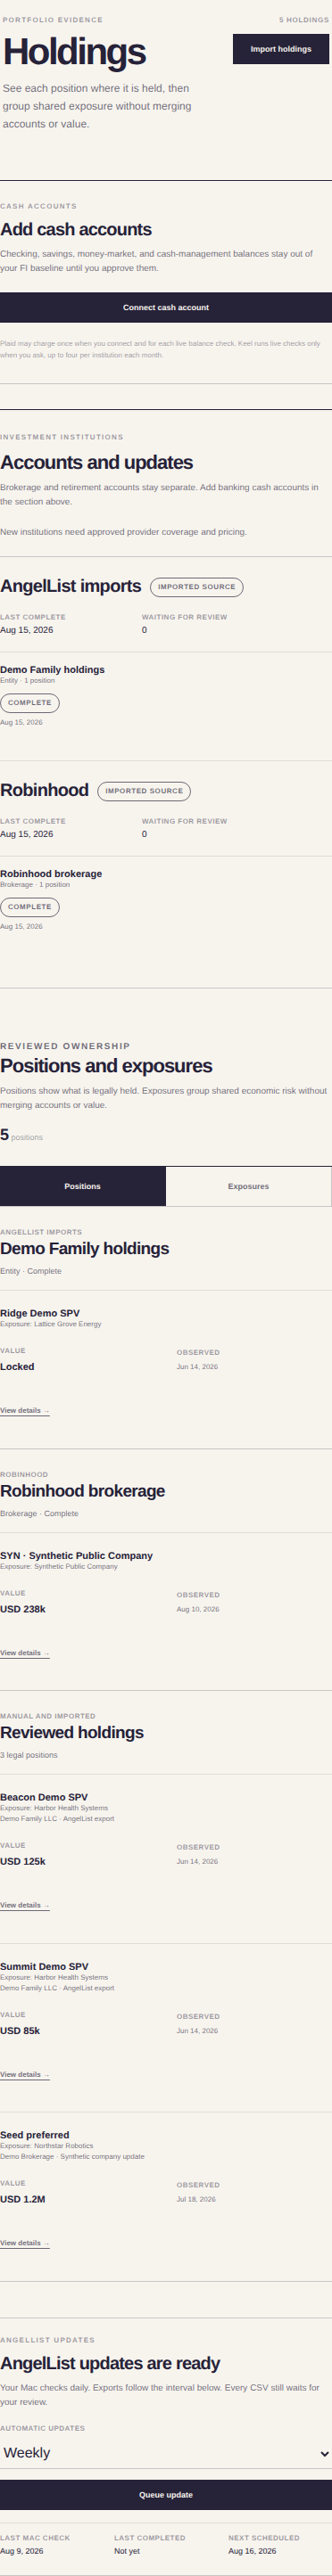 PORTFOLIO EVIDENCE
5 HOLDINGS
Holdings
Import holdings
See each position where it is held, then
group shared exposure without merging
accounts or value.
CASH ACCOUNTS
Add cash accounts
Checking, savings, money-market, and cash-management balances stay out of
your FI baseline until you approve them.
Connect cash account
Plaid may charge once when you connect and for each live balance check. Keel runs live checks only
when you ask, up to four per institution each month.
INVESTMENT INSTITUTIONS
Accounts and updates
Brokerage and retirement accounts stay separate. Add banking cash accounts in
the section above.
New institutions need approved provider coverage and pricing.
AngelList imports IMPORTED SOURCE
LAST COMPLETE WAITING FOR REVIEW
Aug 15, 2026 0
Demo Family holdings
Entity · 1 position
COMPLETE
Aug 15, 2026
Robinhood IMPORTED SOURCE
LAST COMPLETE WAITING FOR REVIEW
Aug 15, 2026 0
Robinhood brokerage
Brokerage · 1 position
COMPLETE
Aug 15, 2026
REVIEWED OWNERSHIP
Positions and exposures
Positions show what is legally held. Exposures group shared economic risk without
merging accounts or value.
5 positions
Positions Exposures
ANGELLIST IMPORTS
Demo Family holdings
Entity · Complete
Ridge Demo SPV
Exposure: Lattice Grove Energy
VALUE OBSERVED
Locked Jun 14, 2026
View details →
ROBINHOOD
Robinhood brokerage
Brokerage · Complete
SYN · Synthetic Public Company
Exposure: Synthetic Public Company
VALUE OBSERVED
USD 238k Aug 10, 2026
View details →
MANUAL AND IMPORTED
Reviewed holdings
3 legal positions
Beacon Demo SPV
Exposure: Harbor Health Systems
Demo Family LLC · AngelList export
VALUE OBSERVED
USD 125k Jun 14, 2026
View details →
Summit Demo SPV
Exposure: Harbor Health Systems
Demo Family LLC · AngelList export
VALUE OBSERVED
USD 85k Jun 14, 2026
View details →
Seed preferred
Exposure: Northstar Robotics
Demo Brokerage · Synthetic company update
VALUE OBSERVED
USD 1.2M Jul 18, 2026
View details →
ANGELLIST UPDATES
AngelList updates are ready
Your Mac checks daily. Exports follow the interval below. Every CSV still waits for
your review.
AUTOMATIC UPDATES
Weekly
Queue update
LAST MAC CHECK LAST COMPLETED NEXT SCHEDULED
Aug 9, 2026 Not yet Aug 16, 2026